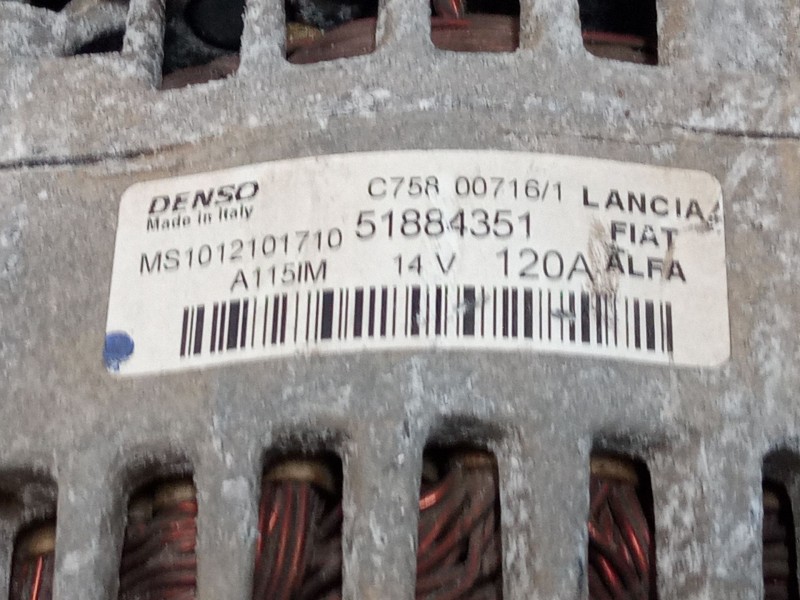 DENSO
Made in Italy
C758 00716/1
LANCIA
MS1012101710
51884351
FIAT
A115IM
14 V
120A
ALFA